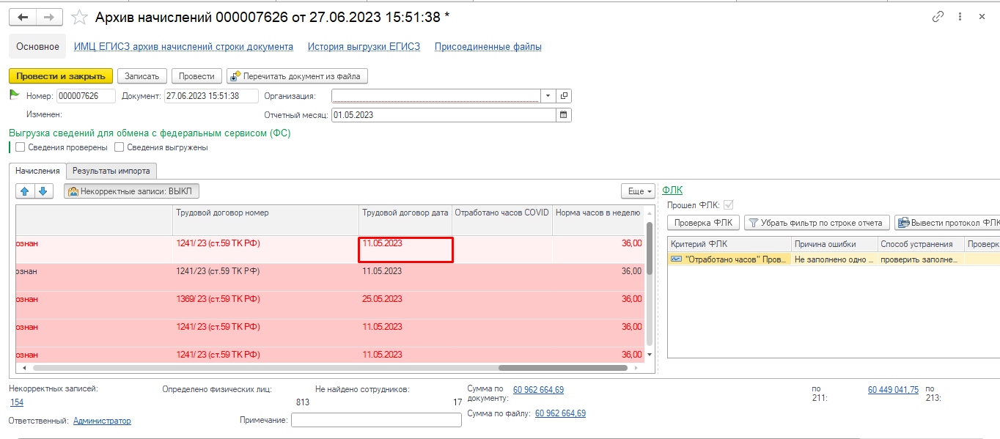 Архив начислений 000007626 от 27.06.2023 15:51:38 *
Основное ИМЦ ЕГИСЗ архив начислений строки документа История выгрузки ЕГИСЗ Присоединенные файлы
Провести и закрыть Записать Провести Перечитать документ из файла
Номер: 000007626 Документ: 27.06.2023 15:51:38 Организация:
Изменен: Отчетный месяц: 01.05.2023
Выгрузка сведений для обмена с федеральным сервисом (ФС)
Сведения проверены Сведения выгружены
Начисления Результаты импорта
Некорректные записи: ВЫКЛ Еще ФЛК
Прошел ФЛК:
Проверка ФЛК Убрать фильтр по строке отчета Вывести протокол ФЛК
Трудовой договор номер Трудовой договор дата Отработано часов COVID Норма часов в неделю
Критерий ФЛК Причина ошибки Способ устранения Проверк
"Отработано часов" Пров... Не заполнено одно ... проверить заполне...
ознан 1241/ 23 (ст.59 ТК РФ) 11.05.2023 36,00
ознан 1241/23 (ст.59 ТК РФ) 11.05.2023 36,00
ознан 1369/ 23 (ст.59 ТК РФ) 25.05.2023 36,00
ознан 1241/ 23 (ст.59 ТК РФ) 11.05.2023 36,00
ознан 1241/ 23 (ст.59 ТК РФ) 11.05.2023 36,00
Некорректных записей: Определено физических лиц: Не найдено сотрудников: Сумма по документу: 60 962 664,69 по 211: 60 449 041,75 по 213:
154 813 17
Сумма по файлу: 60 962 664,69
Ответственный: Администратор Примечание: